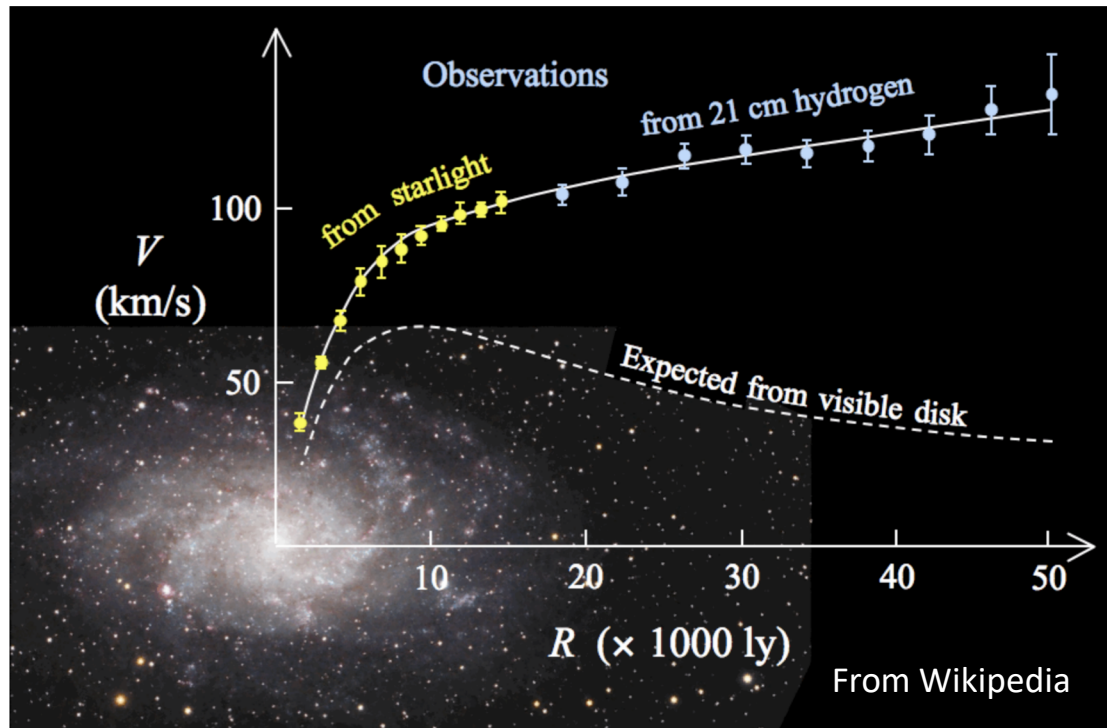 Observations
from 21 cm hydrogen
from starlight
100
V
(km/s)
50
Expected from visible disk
10 20 30 40 50
R (× 1000 ly)
From Wikipedia